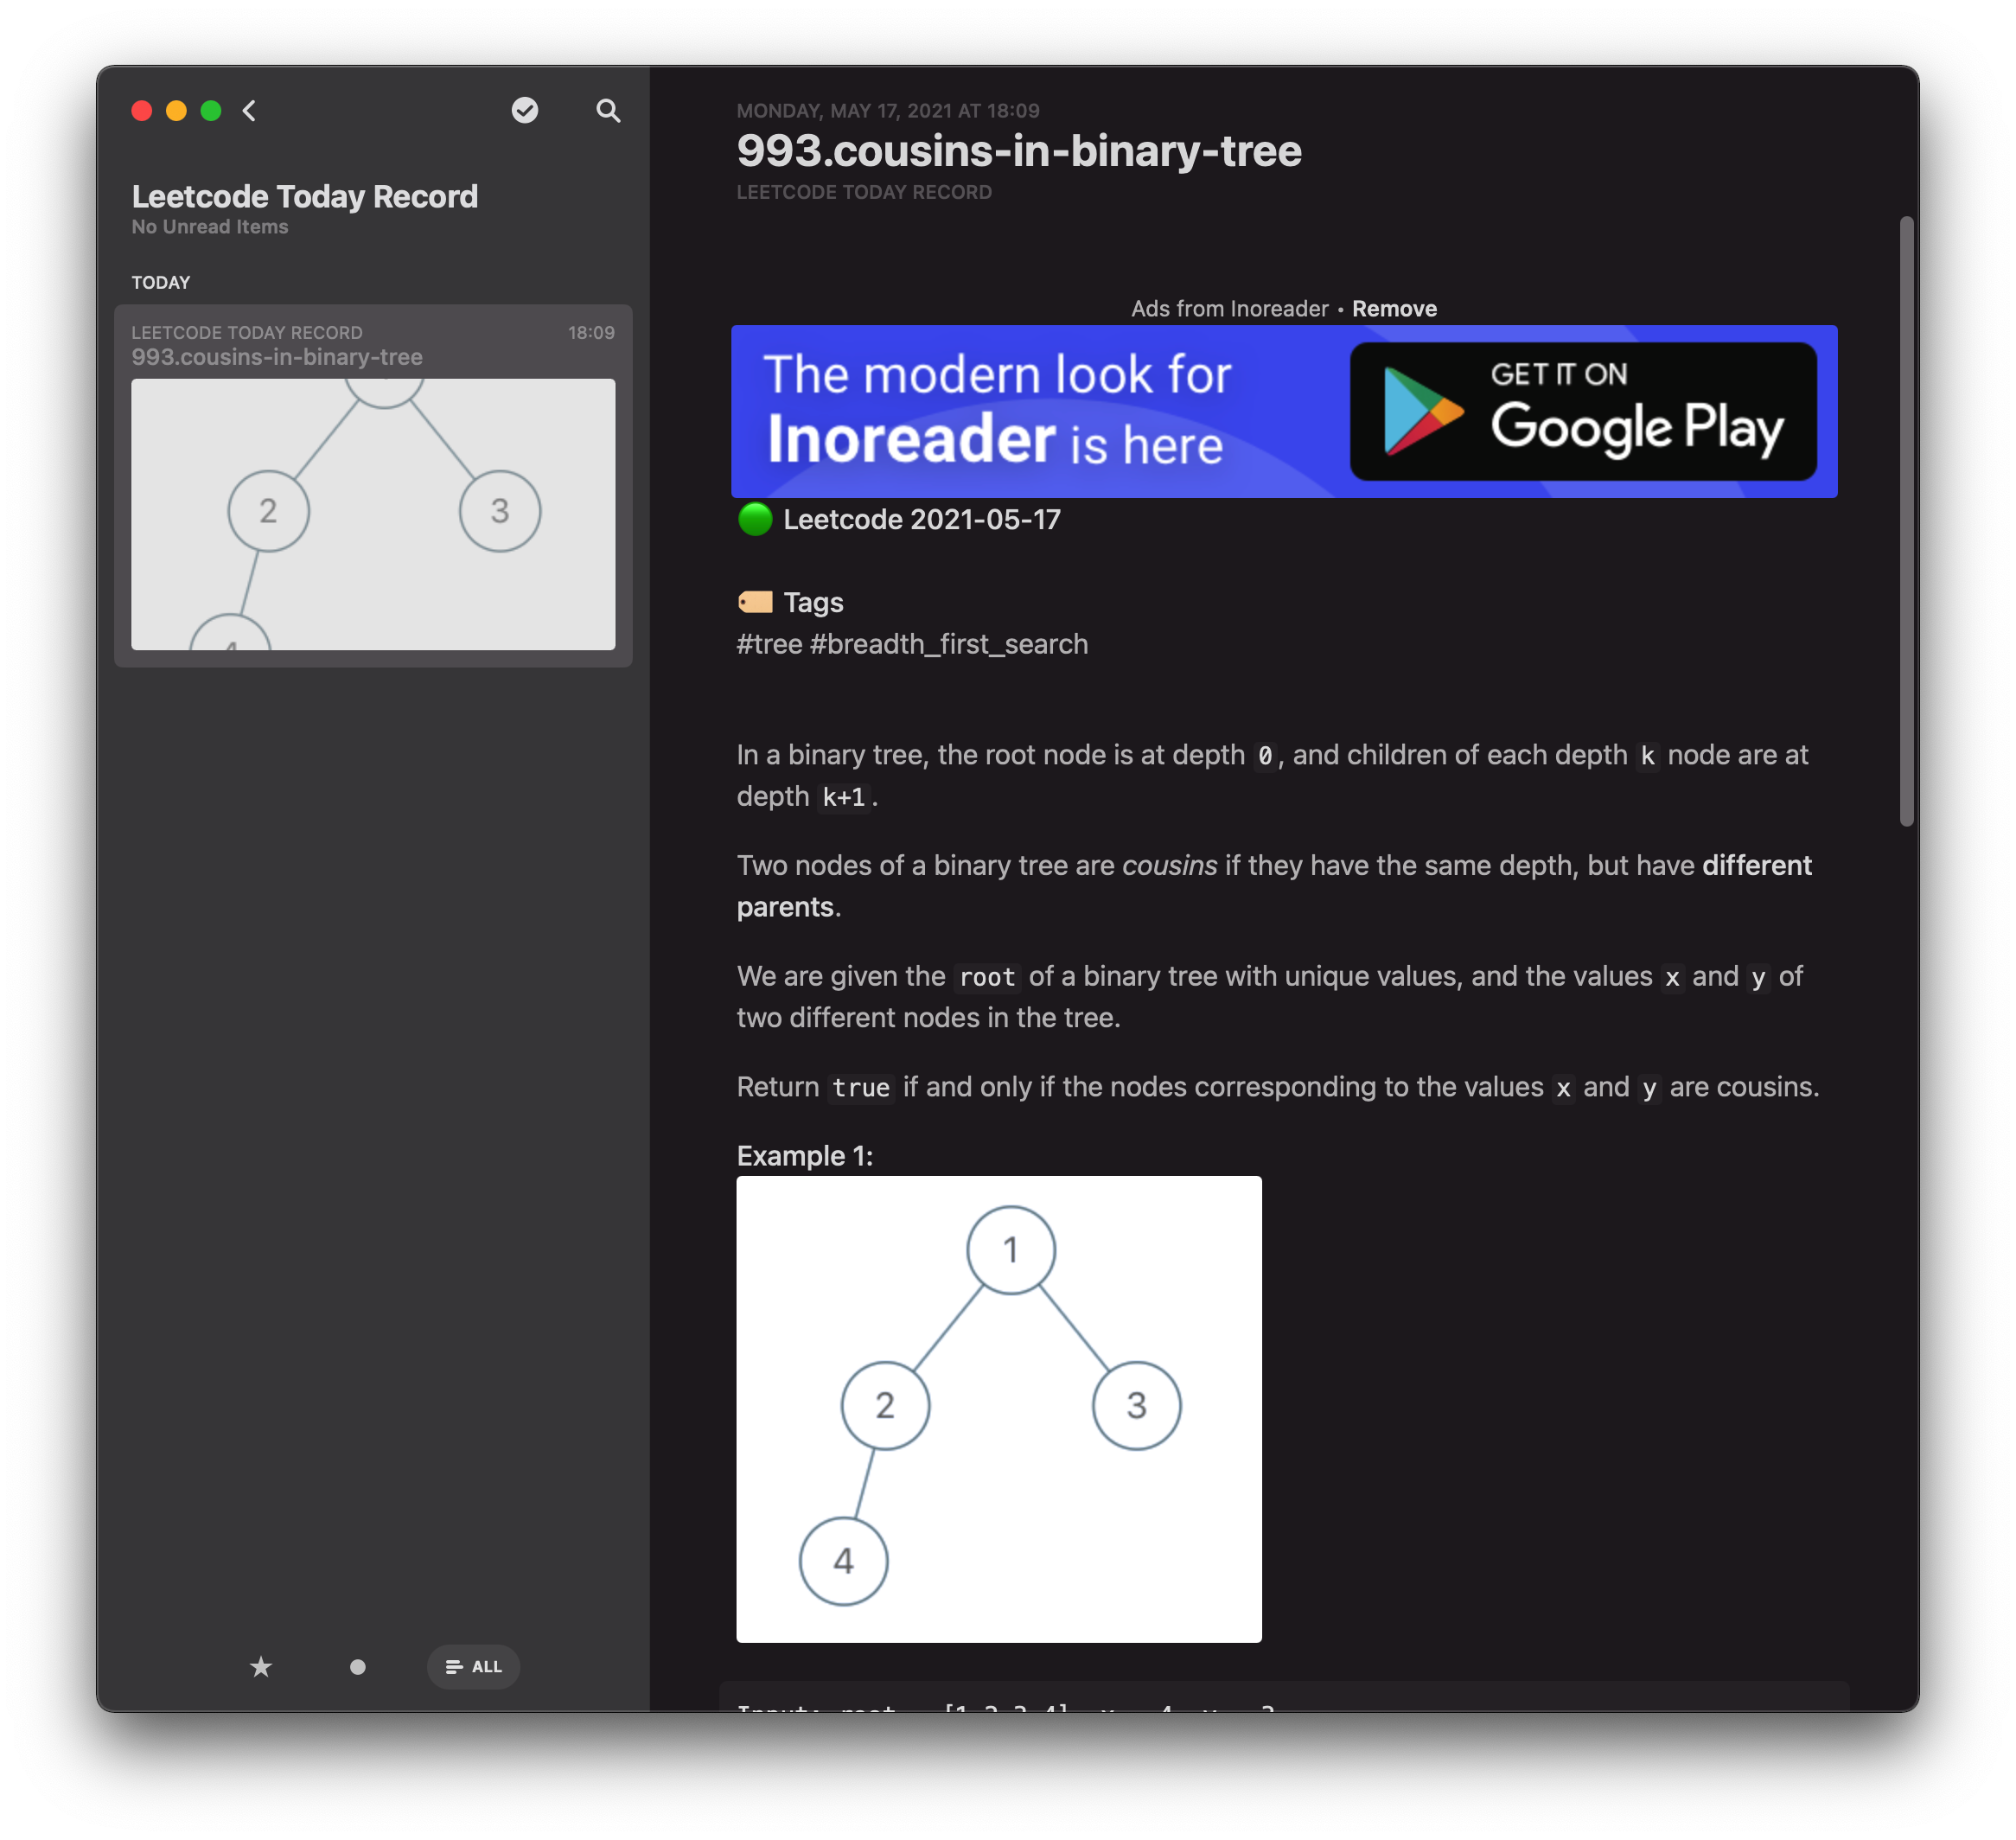 Leetcode Today Record
No Unread Items
TODAY
LEETCODE TODAY RECORD 18:09
993.cousins-in-binary-tree
2 3
4
ALL
MONDAY, MAY 17, 2021 AT 18:09
993.cousins-in-binary-tree
LEETCODE TODAY RECORD
Ads from Inoreader • Remove
The modern look for
Inoreader is here
GET IT ON
Google Play
Leetcode 2021-05-17
Tags
#tree #breadth_first_search
In a binary tree, the root node is at depth 0, and children of each depth k node are at
depth k+1.
Two nodes of a binary tree are cousins if they have the same depth, but have different
parents.
We are given the root of a binary tree with unique values, and the values x and y of
two different nodes in the tree.
Return true if and only if the nodes corresponding to the values x and y are cousins.
Example 1:
1
2 3
4